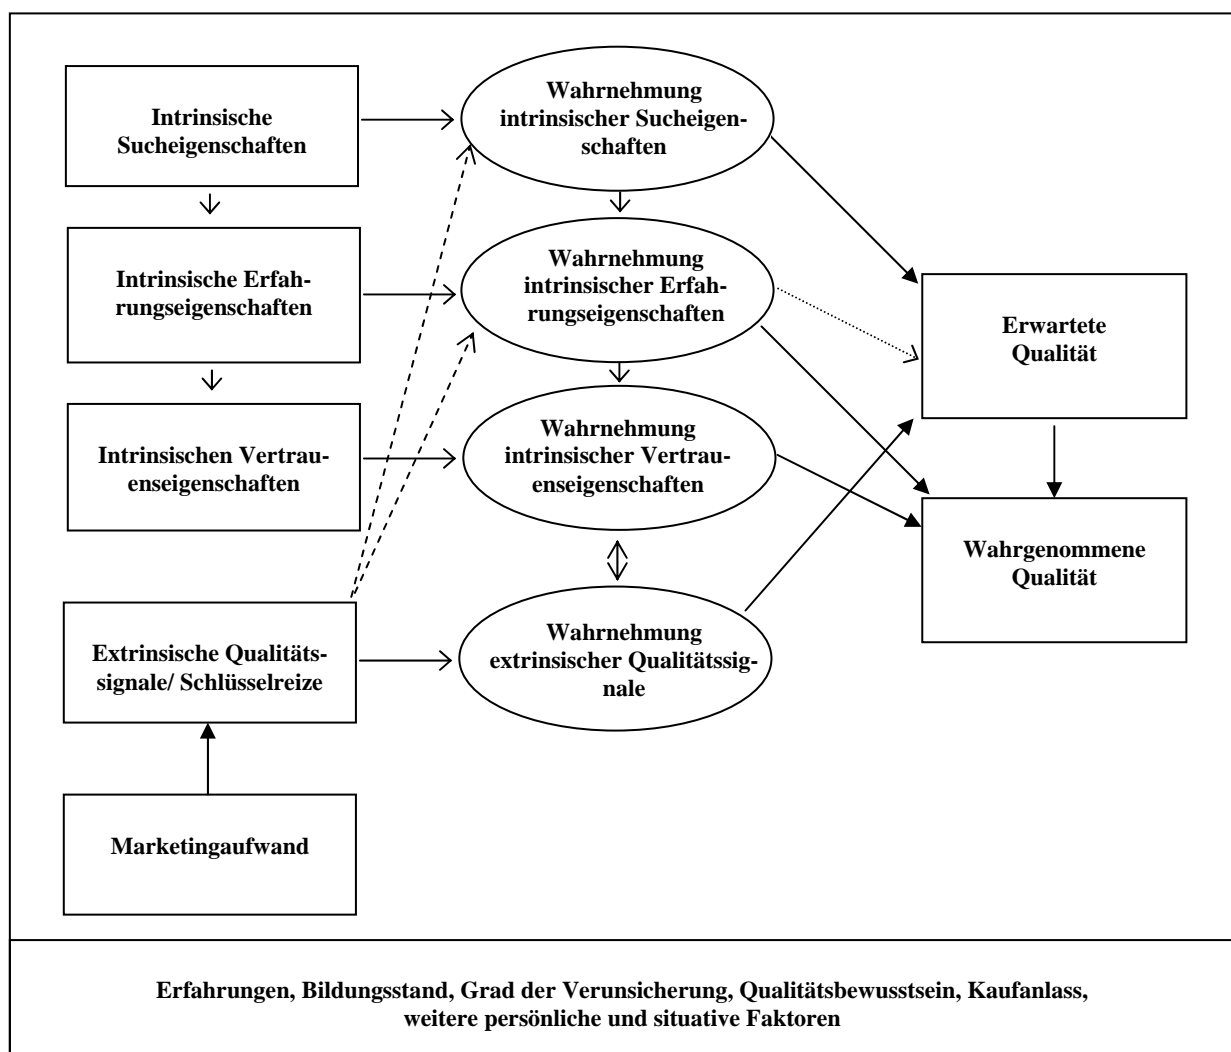 Intrinsische
Sucheigenschaften
Wahrnehmung
intrinsischer Sucheigen-
schaften
Intrinsische Erfah-
rungseigenschaften
Wahrnehmung
intrinsischer Erfah-
rungseigenschaften
Erwartete
Qualität
Intrinsischen Vertrau-
enseigenschaften
Wahrnehmung
intrinsischer Vertrau-
enseigenschaften
Wahrgenommene
Qualität
Extrinsische Qualitäts-
signale/ Schlüsselreize
Wahrnehmung
extrinsischer Qualitätssig-
nale
Marketingaufwand
Erfahrungen, Bildungsstand, Grad der Verunsicherung, Qualitätsbewusstsein, Kaufanlass,
weitere persönliche und situative Faktoren